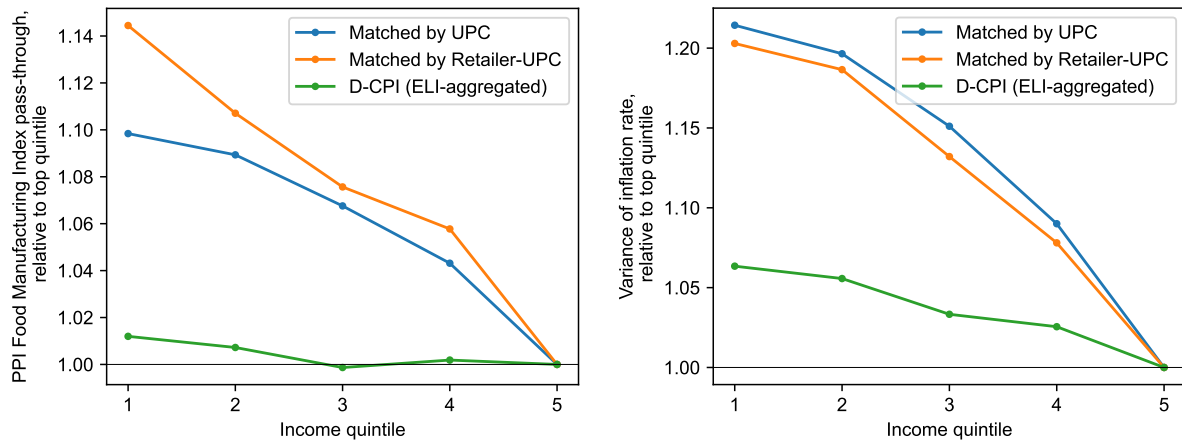 PPI Food Manufacturing Index pass-through,
relative to top quintile
1.14
1.12
1.10
1.08
1.06
1.04
1.02
1.00
Matched by UPC
Matched by Retailer-UPC
D-CPI (ELI-aggregated)
1 2 3 4 5
Income quintile
Variance of inflation rate,
relative to top quintile
1.20
1.15
1.10
1.05
1.00
Matched by UPC
Matched by Retailer-UPC
D-CPI (ELI-aggregated)
1 2 3 4 5
Income quintile